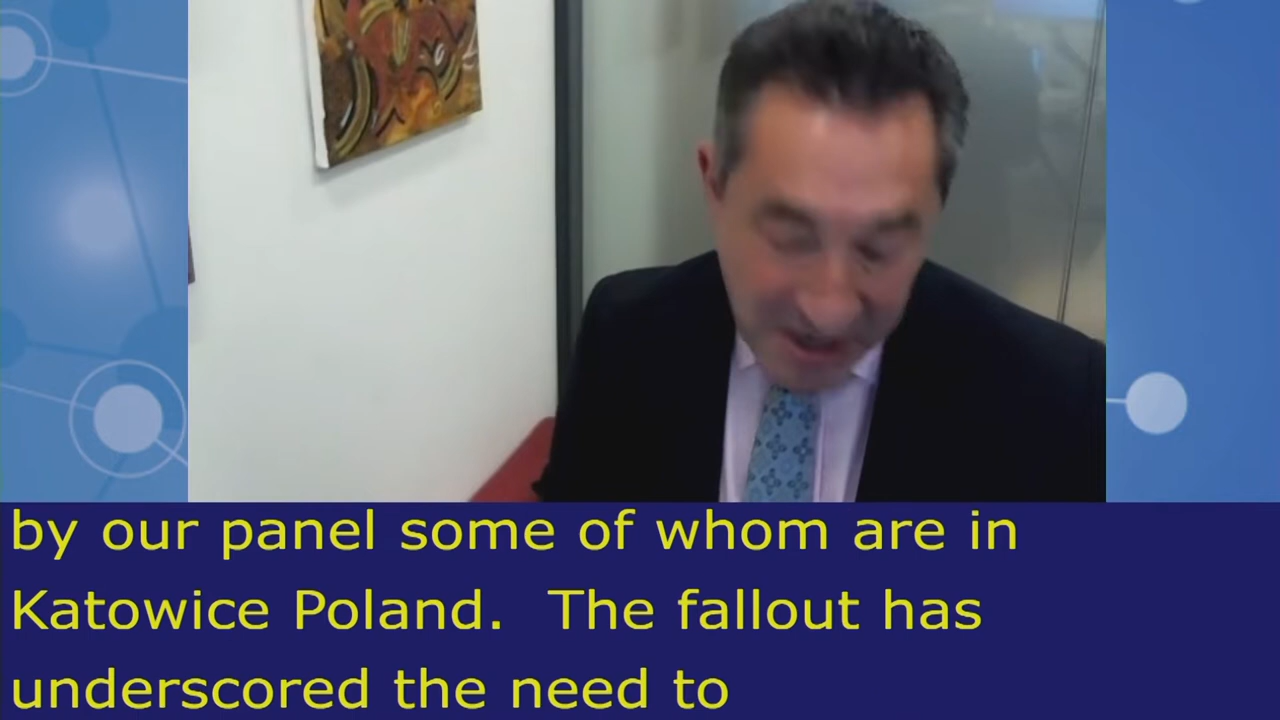 by our panel some of whom are in
Katowice Poland.  The fallout has
underscored the need to